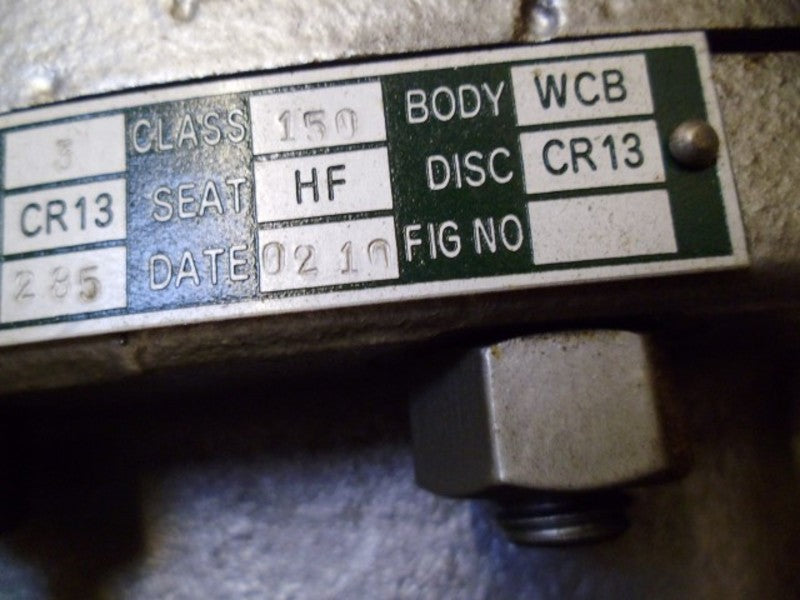 3 CLASS 150 BODY WCB
CR13 SEAT HF DISC CR13
285 DATE 0210 FIG NO